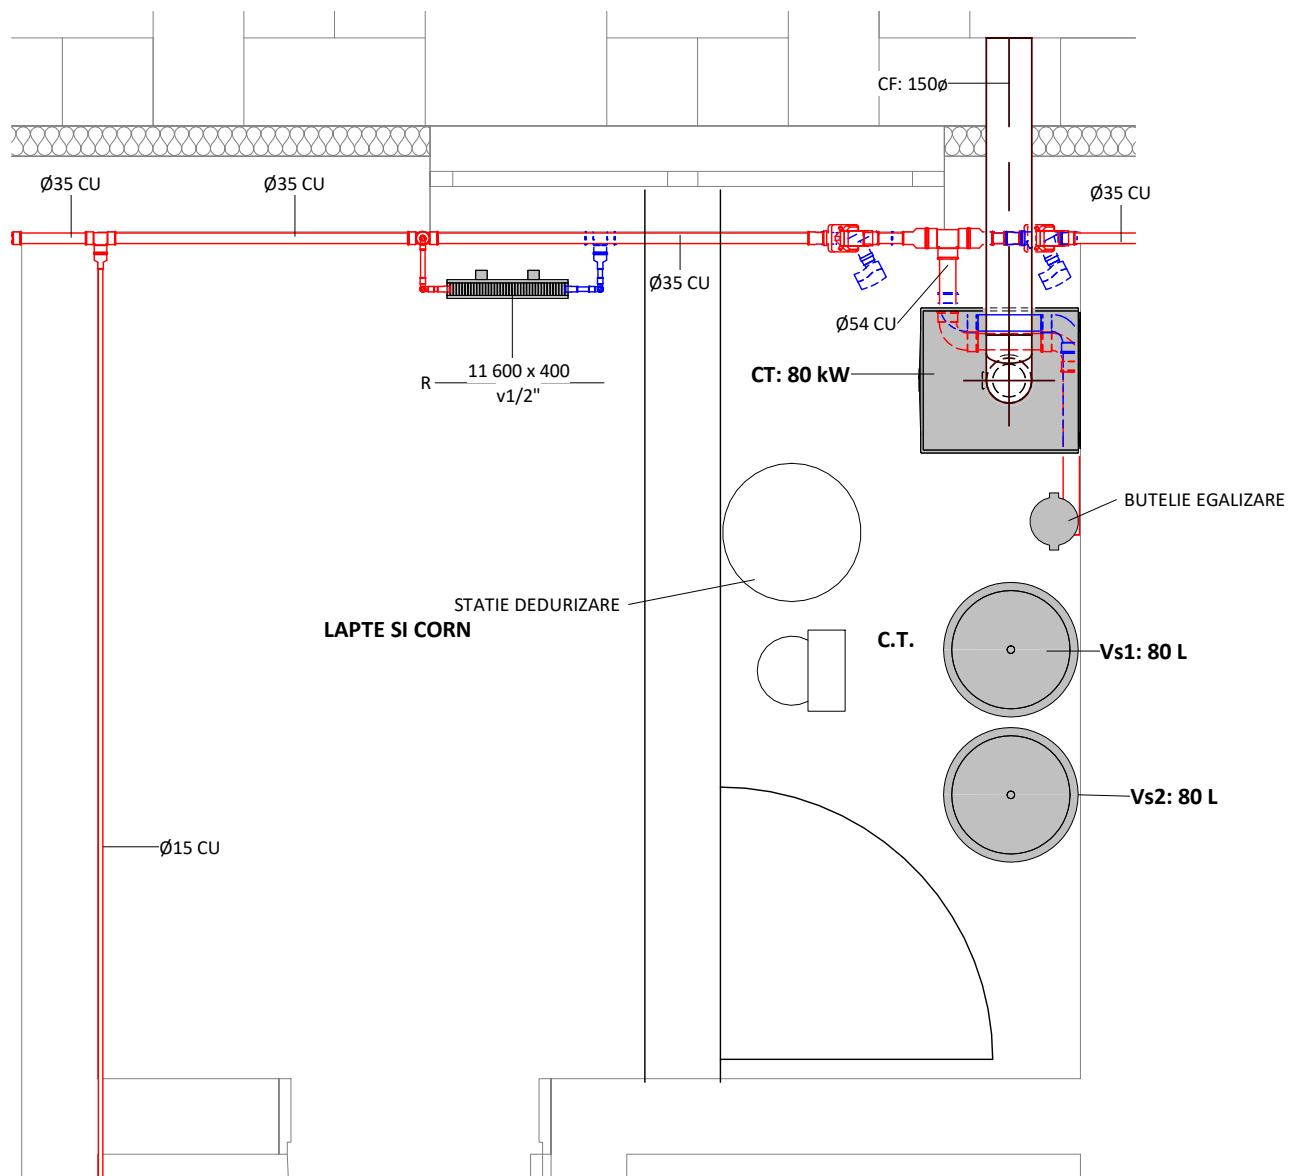 CF: 150ø
Ø35 CU
Ø35 CU
Ø35 CU
Ø35 CU
Ø54 CU
11 600 x 400
R
v1/2"
CT: 80 kW
BUTELIE EGALIZARE
STATIE DEDURIZARE
LAPTE SI CORN
C.T.
Vs1: 80 L
Vs2: 80 L
Ø15 CU